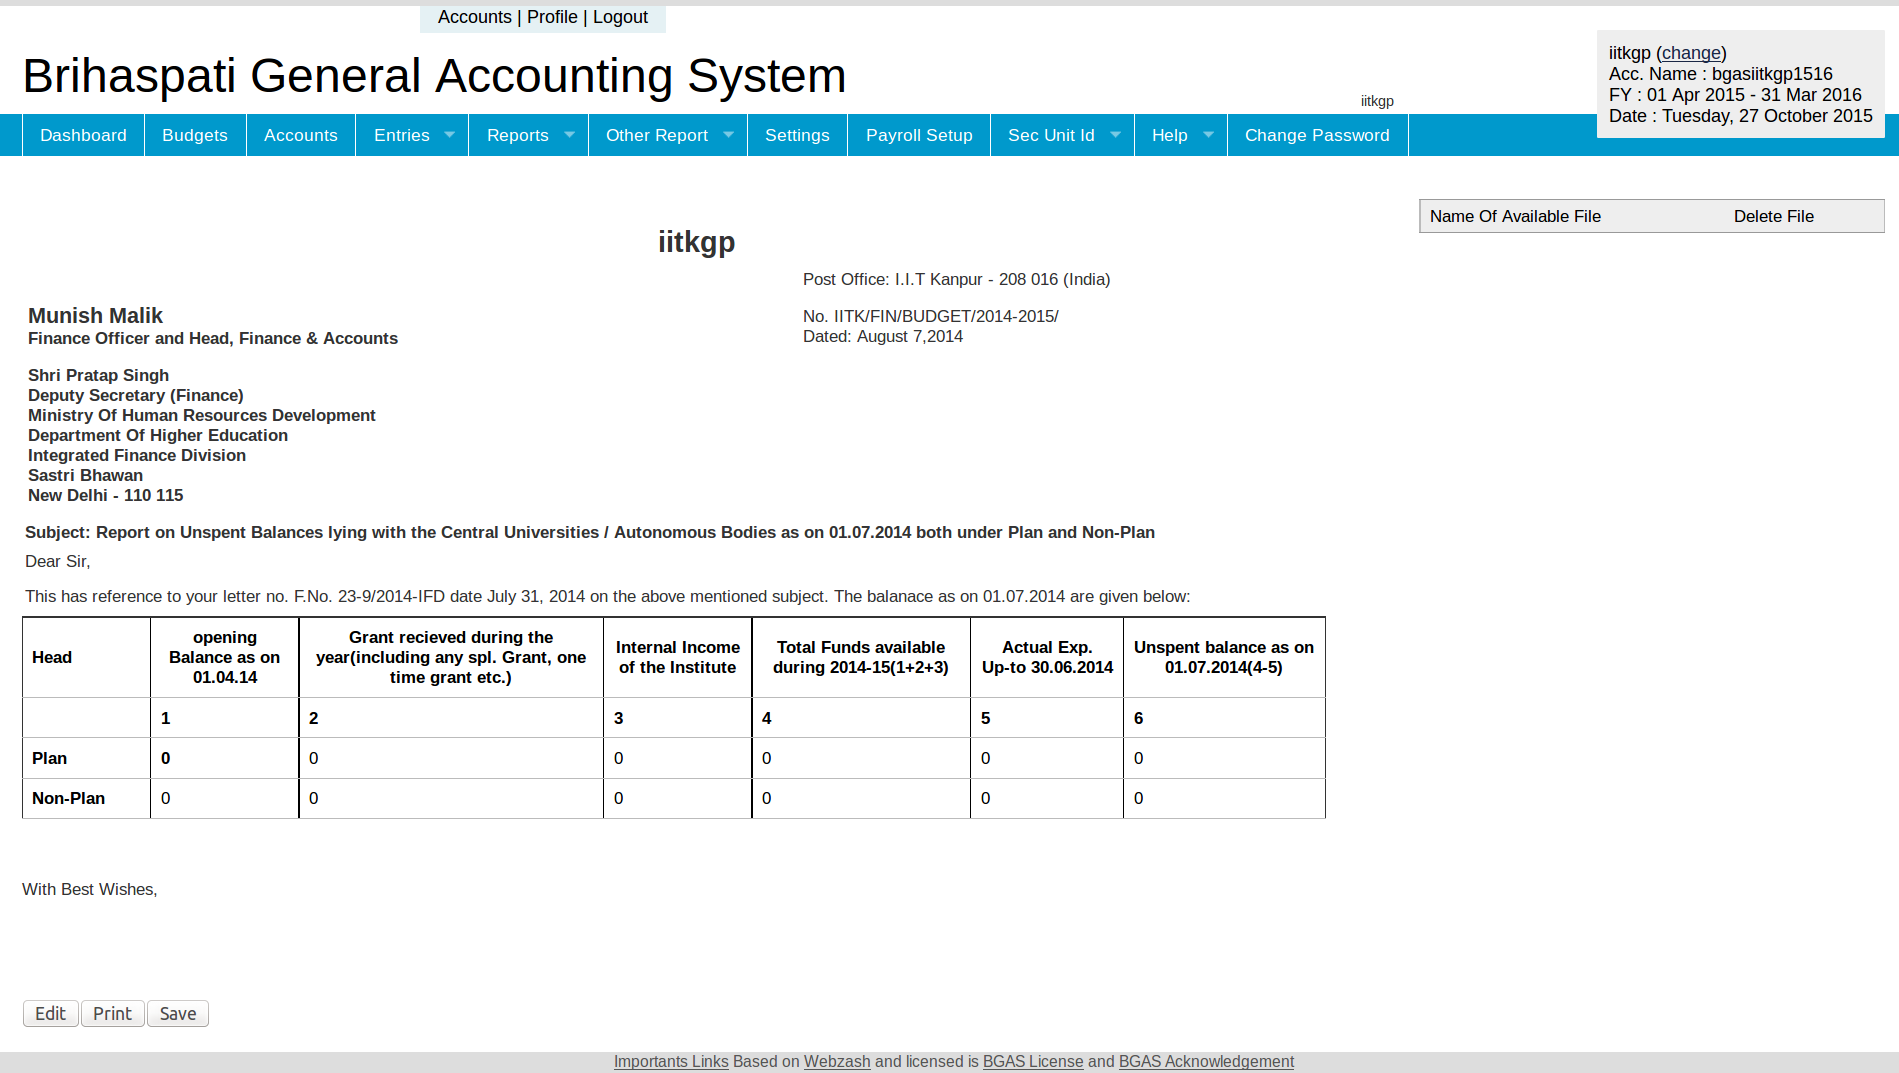 Accounts | Profile | Logout
Brihaspati General Accounting System
iitkgp
iitkgp (change)
Acc. Name : bgasiitkgp1516
FY : 01 Apr 2015 - 31 Mar 2016
Date : Tuesday, 27 October 2015
Dashboard Budgets Accounts Entries Reports Other Report Settings Payroll Setup Sec Unit Id Help Change Password
Name Of Available File Delete File
iitkgp
Post Office: I.I.T Kanpur - 208 016 (India)
No. IITK/FIN/BUDGET/2014-2015/
Dated: August 7,2014
Munish Malik
Finance Officer and Head, Finance & Accounts
Shri Pratap Singh
Deputy Secretary (Finance)
Ministry Of Human Resources Development
Department Of Higher Education
Integrated Finance Division
Sastri Bhawan
New Delhi - 110 115
Subject: Report on Unspent Balances lying with the Central Universities / Autonomous Bodies as on 01.07.2014 both under Plan and Non-Plan
Dear Sir,
This has reference to your letter no. F.No. 23-9/2014-IFD date July 31, 2014 on the above mentioned subject. The balanace as on 01.07.2014 are given below:
Head
opening
Balance as on
01.04.14
Grant recieved during the
year(including any spl. Grant, one
time grant etc.)
Internal Income
of the Institute
Total Funds available
during 2014-15(1+2+3)
Actual Exp.
Up-to 30.06.2014
Unspent balance as on
01.07.2014(4-5)
1 2 3 4 5 6
Plan 0 0 0 0 0 0
Non-Plan 0 0 0 0 0 0
With Best Wishes,
Edit Print Save
Importants Links Based on Webzash and licensed is BGAS License and BGAS Acknowledgement